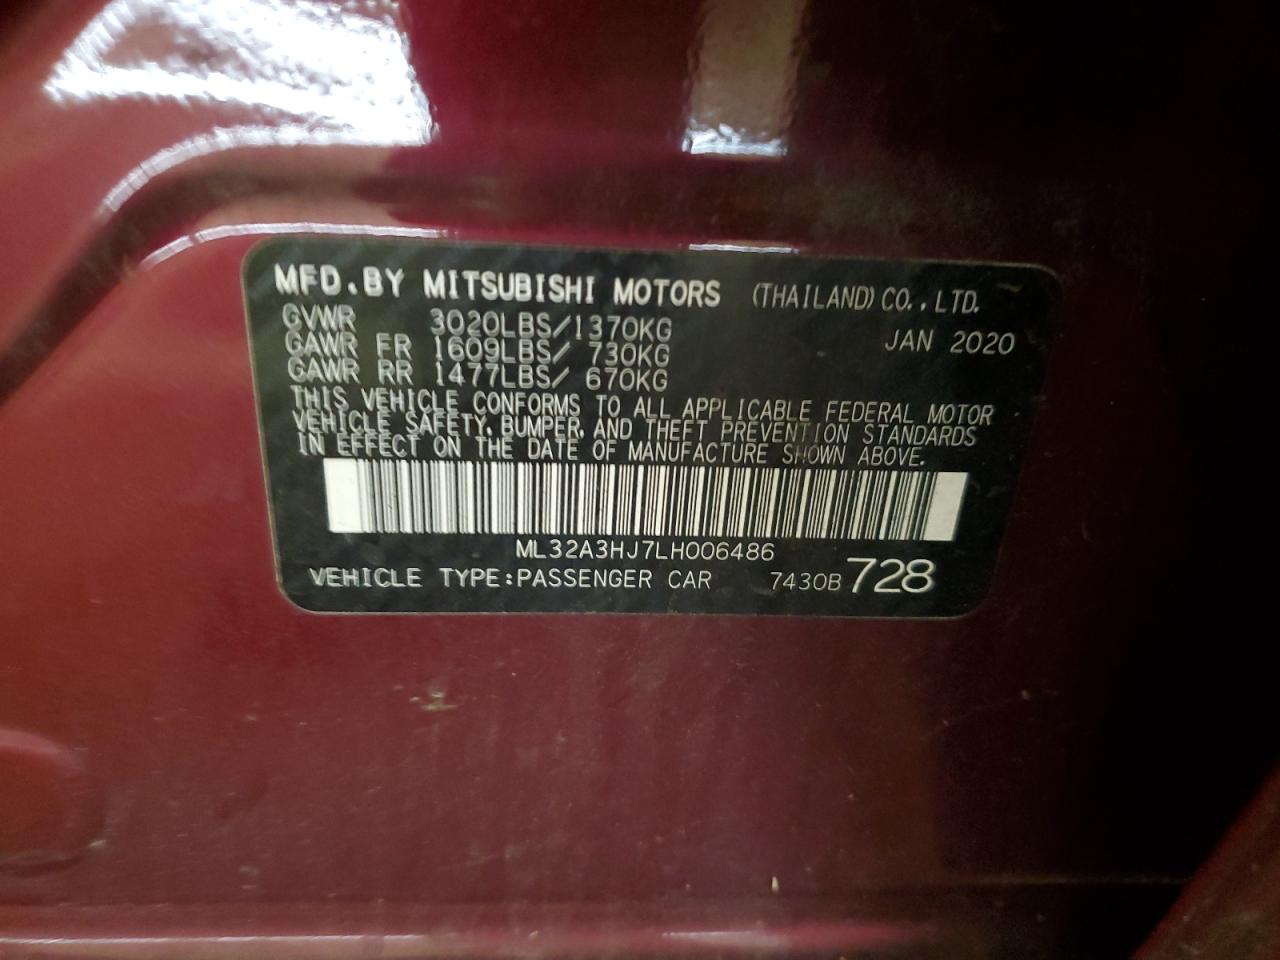 MFD.BY MITSUBISHI MOTORS (THAILAND) CO.,LTD.
GVWR 3020LBS/1370KG JAN 2020
GAWR FR 1609LBS/ 730KG
GAWR RR 1477LBS/ 670KG
THIS VEHICLE CONFORMS TO ALL APPLICABLE FEDERAL MOTOR
VEHICLE SAFETY, BUMPER, AND THEFT PREVENTION STANDARDS
IN EFFECT ON THE DATE OF MANUFACTURE SHOWN ABOVE.
ML32A3HJ7LH006486
VEHICLE TYPE:PASSENGER CAR 7430B 728